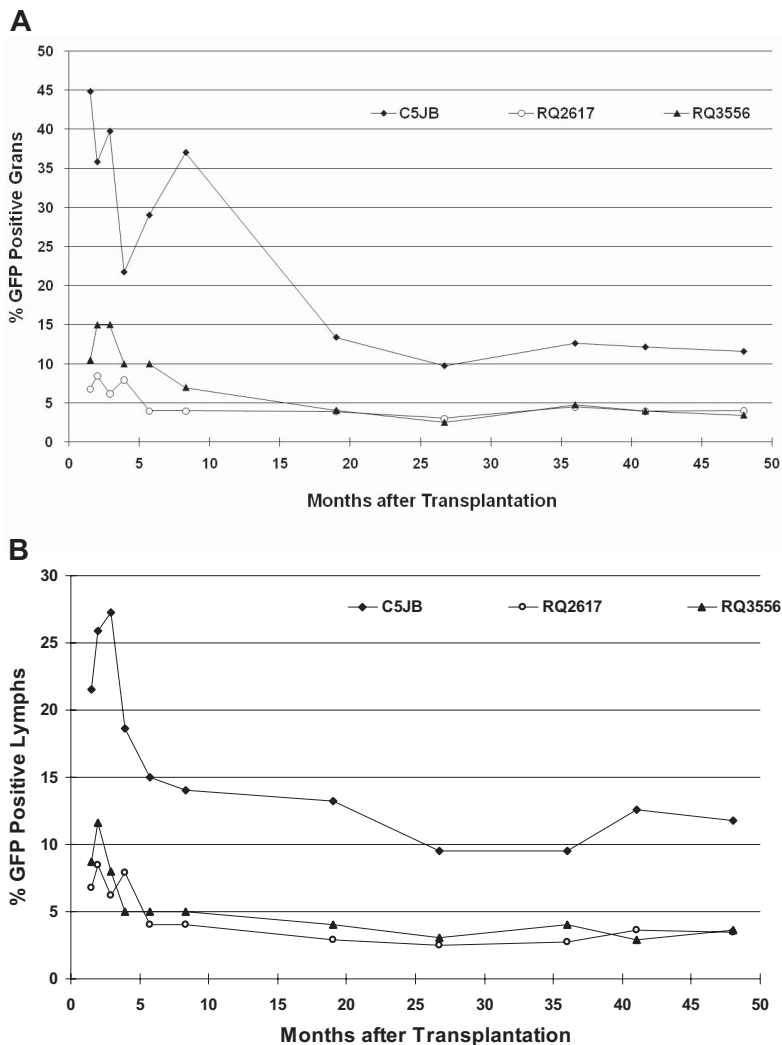 A
50
45
40
35
30
25
20
15
10
5
0
% GFP Positive Grans
C5JB RQ2617 RQ3556
0 5 10 15 20 25 30 35 40 45 50
Months after Transplantation
B
30
25
20
15
10
5
0
% GFP Positive Lymphs
C5JB RQ2617 RQ3556
0 5 10 15 20 25 30 35 40 45 50
Months after Transplantation